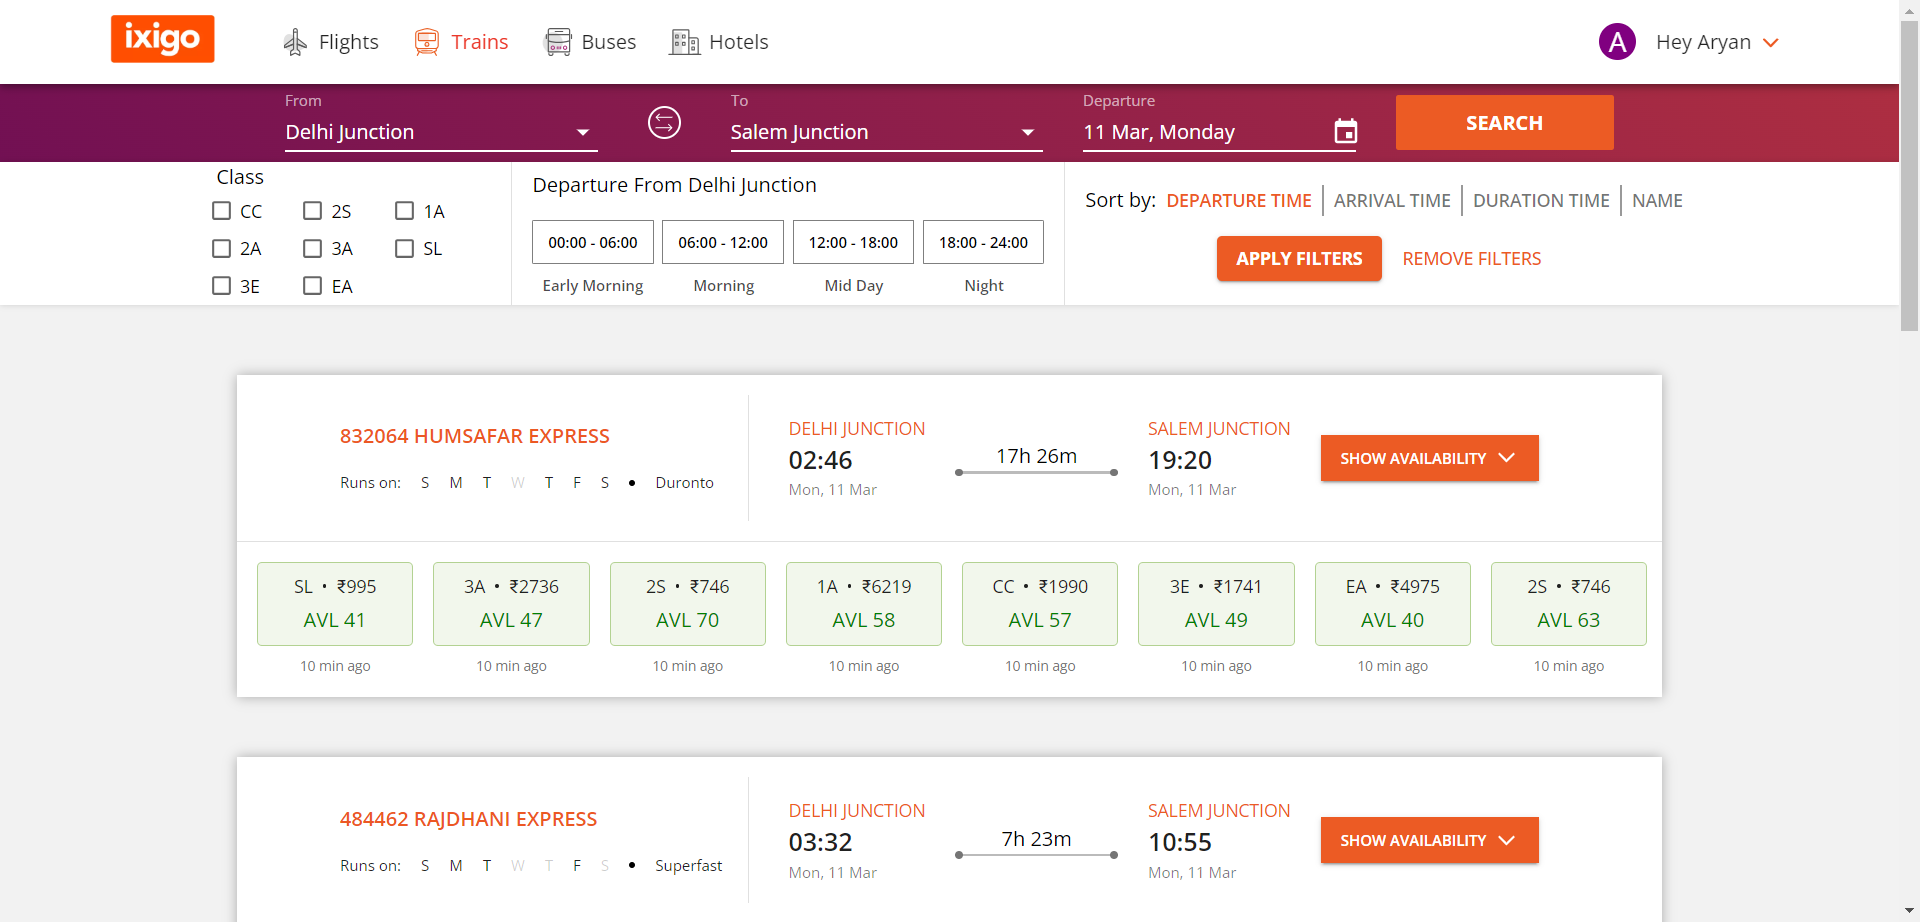 ixigo
Flights
Trains
Buses
Hotels
A
Hey Aryan
From
Delhi Junction
To
Salem Junction
Departure
11 Mar, Monday
SEARCH
Class
CC 2S 1A
2A 3A SL
3E EA
Departure From Delhi Junction
00:00 - 06:00
Early Morning
06:00 - 12:00
Morning
12:00 - 18:00
Mid Day
18:00 - 24:00
Night
Sort by: DEPARTURE TIME ARRIVAL TIME DURATION TIME NAME
APPLY FILTERS
REMOVE FILTERS
832064 HUMSAFAR EXPRESS
Runs on: S M T W T F S • Duronto
DELHI JUNCTION
02:46
Mon, 11 Mar
17h 26m
SALEM JUNCTION
19:20
Mon, 11 Mar
SHOW AVAILABILITY
SL • ₹995
AVL 41
10 min ago
3A • ₹2736
AVL 47
10 min ago
2S • ₹746
AVL 70
10 min ago
1A • ₹6219
AVL 58
10 min ago
CC • ₹1990
AVL 57
10 min ago
3E • ₹1741
AVL 49
10 min ago
EA • ₹4975
AVL 40
10 min ago
2S • ₹746
AVL 63
10 min ago
484462 RAJDHANI EXPRESS
Runs on: S M T W T F S • Superfast
DELHI JUNCTION
03:32
Mon, 11 Mar
7h 23m
SALEM JUNCTION
10:55
Mon, 11 Mar
SHOW AVAILABILITY